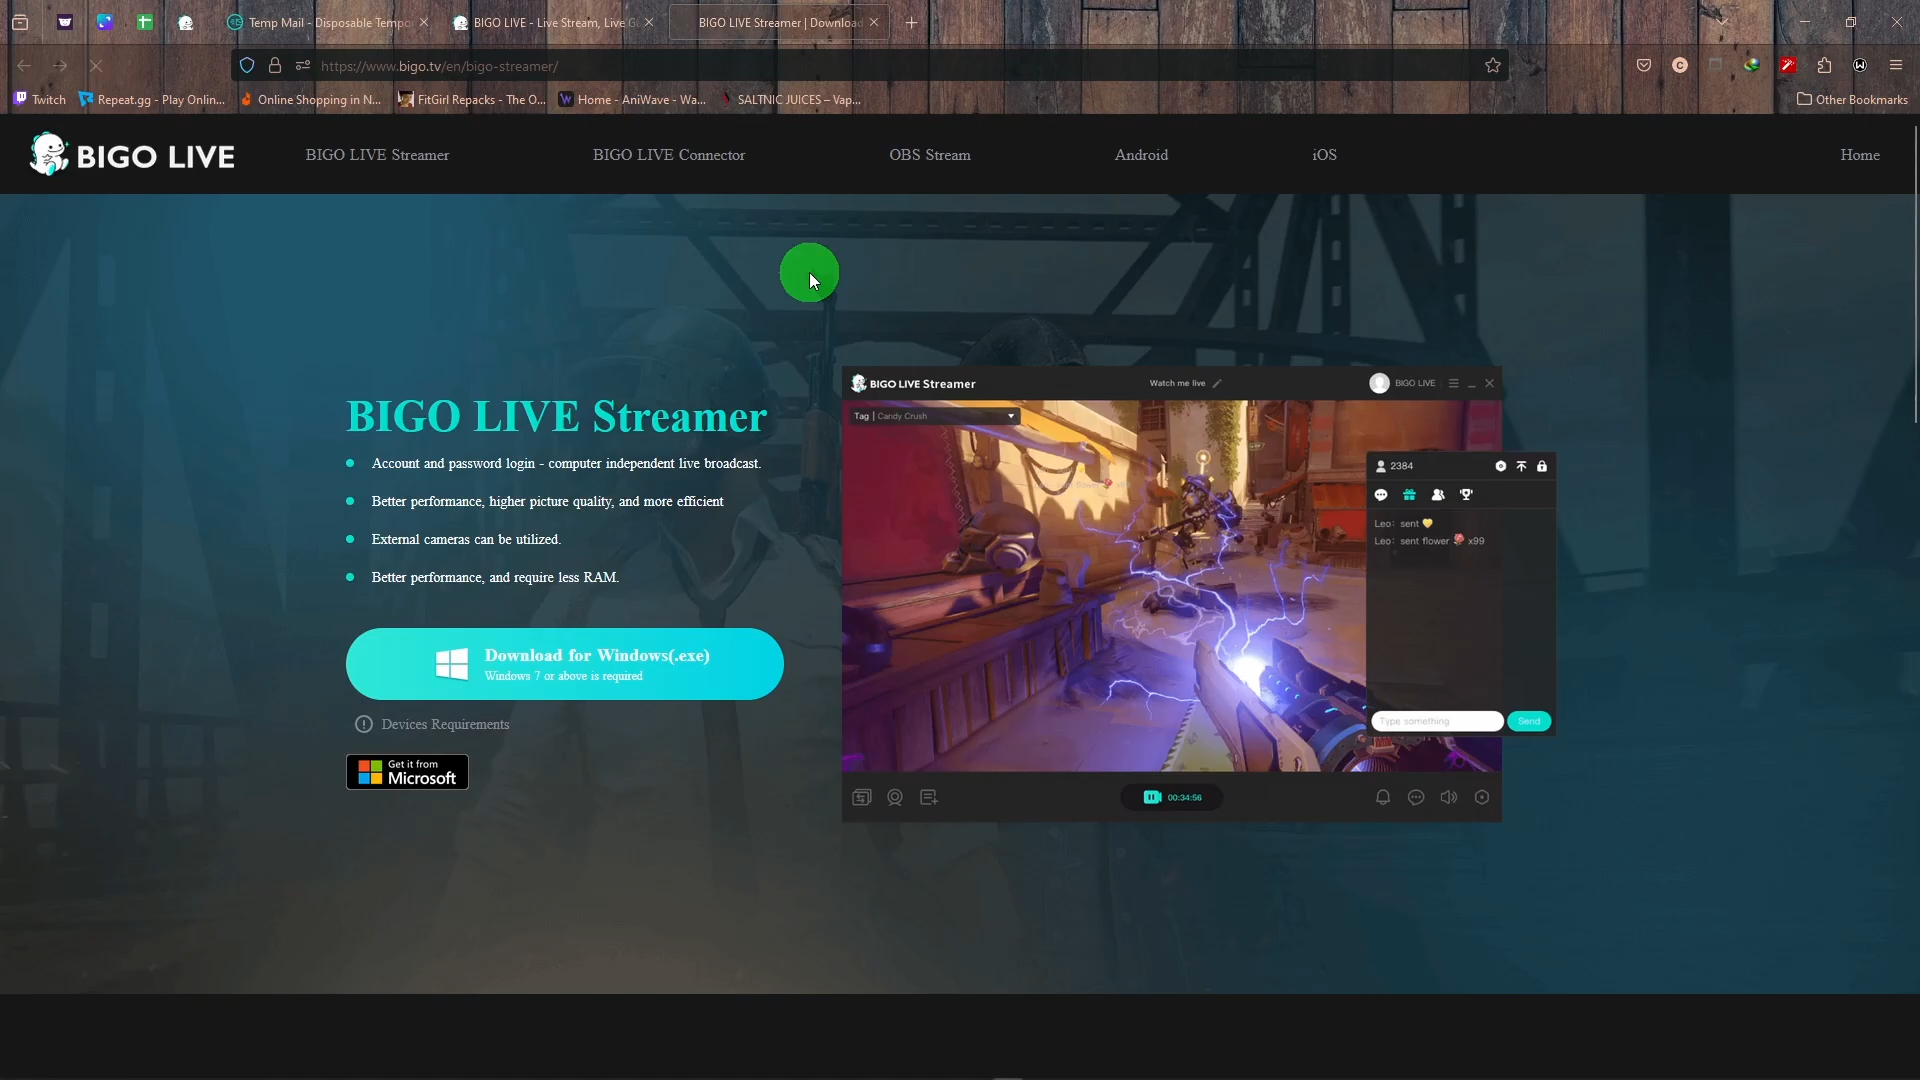 Temp Mail - Disposable Tempo
BIGO LIVE - Live Stream, Live G
BIGO LIVE Streamer | Download
https://www.bigo.tv/en/bigo-streamer/
Twitch
Repeat.gg - Play Onlin...
Online Shopping in N...
FitGirl Repacks - The O...
Home - AniWave - Wa...
SALTNIC JUICES – Vap...
Other Bookmarks
BIGO LIVE
BIGO LIVE Streamer
BIGO LIVE Connector
OBS Stream
Android
iOS
Home
BIGO LIVE Streamer
Account and password login - computer independent live broadcast.
Better performance, higher picture quality, and more efficient
External cameras can be utilized.
Better performance, and require less RAM.
Download for Windows(.exe)
Windows 7 or above is required
Devices Requirements
Get it from
Microsoft
BIGO LIVE Streamer
Watch me live
BIGO LIVE
Tag | Candy Crush
2384
Leo: sent
Leo: sent flower x99
Type something
Send
00:34:56